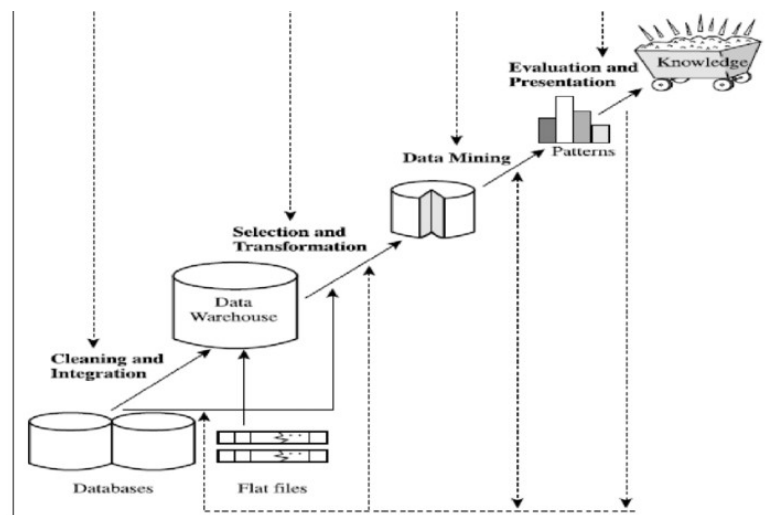 Evaluation and
Presentation
Knowledge
Patterns
Data Mining
Selection and
Transformation
Data
Warehouse
Cleaning and
Integration
Databases
Flat files